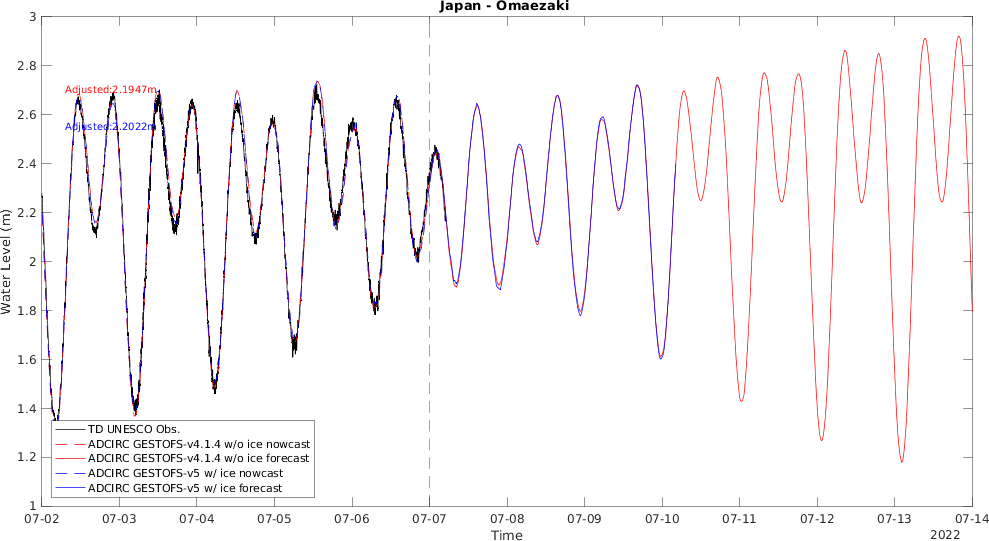 Japan - Omaezaki
3
2.8
2.6
2.4
2.2
2
1.8
1.6
1.4
1.2
1
Water Level (m)
Adjusted:2.1947m
Adjusted:2.2022m
TD UNESCO Obs.
ADCIRC GESTOFS-v4.1.4 w/o ice nowcast
ADCIRC GESTOFS-v4.1.4 w/o ice forecast
ADCIRC GESTOFS-v5 w/ ice nowcast
ADCIRC GESTOFS-v5 w/ ice forecast
07-02 07-03 07-04 07-05 07-06 07-07 07-08 07-09 07-10 07-11 07-12 07-13 07-14
Time
2022